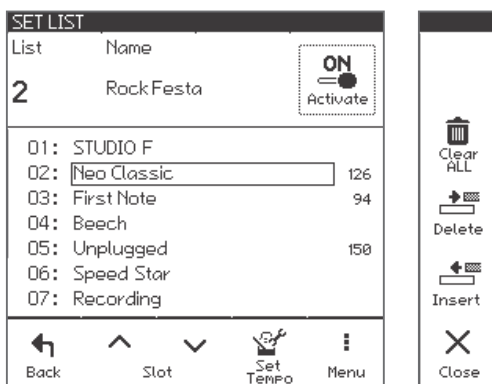 SET LIST
List Name
2 Rock Festa
ON
Activate
01: STUDIO F
02: Neo Classic 126
03: First Note 94
04: Beech
05: Unplugged 150
06: Speed Star
07: Recording
Back Slot Set Tempo Menu
Clear ALL
Delete
Insert
Close